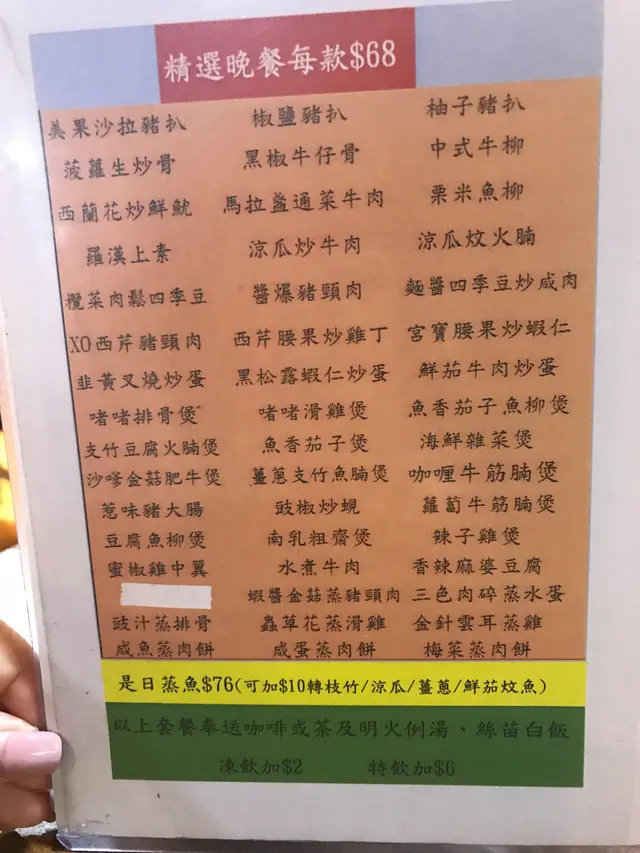 精選晚餐每款$68
美果沙拉豬扒 椒鹽豬扒 柚子豬扒
菠蘿生炒骨 黑椒牛仔骨 中式牛柳
西蘭花炒鮮魷 馬拉盞通菜牛肉 粟米魚柳
羅漢上素 涼瓜炒牛肉 涼瓜炆火腩
欖菜肉鬆四季豆 醬爆豬頸肉 麵醬四季豆炒咸肉
XO西芹豬頸肉 西芹腰果炒雞丁 宮寶腰果炒蝦仁
韭黃叉燒炒蛋 黑松露蝦仁炒蛋 鮮茄牛肉炒蛋
啫啫排骨煲 啫啫滑雞煲 魚香茄子魚柳煲
支竹豆腐火腩煲 魚香茄子煲 海鮮雜菜煲
沙嗲金菇肥牛煲 薑蔥支竹魚腩煲 咖喱牛筋腩煲
惹味豬大腸 豉椒炒蜆 蘿蔔牛筋腩煲
豆腐魚柳煲 南乳粗齋煲 辣子雞煲
蜜椒雞中翼 水煮牛肉 香辣麻婆豆腐
蝦醬金菇蒸豬頸肉 三色肉碎蒸水蛋
豉汁蒸排骨 蟲草花蒸滑雞 金針雲耳蒸雞
咸魚蒸肉餅 咸蛋蒸肉餅 梅菜蒸肉餅
是日蒸魚$76(可加$10轉枝竹/涼瓜/薑蔥/鮮茄炆魚)
以上套餐奉送咖啡或茶及明火例湯、絲苗白飯
凍飲加$2 特飲加$6